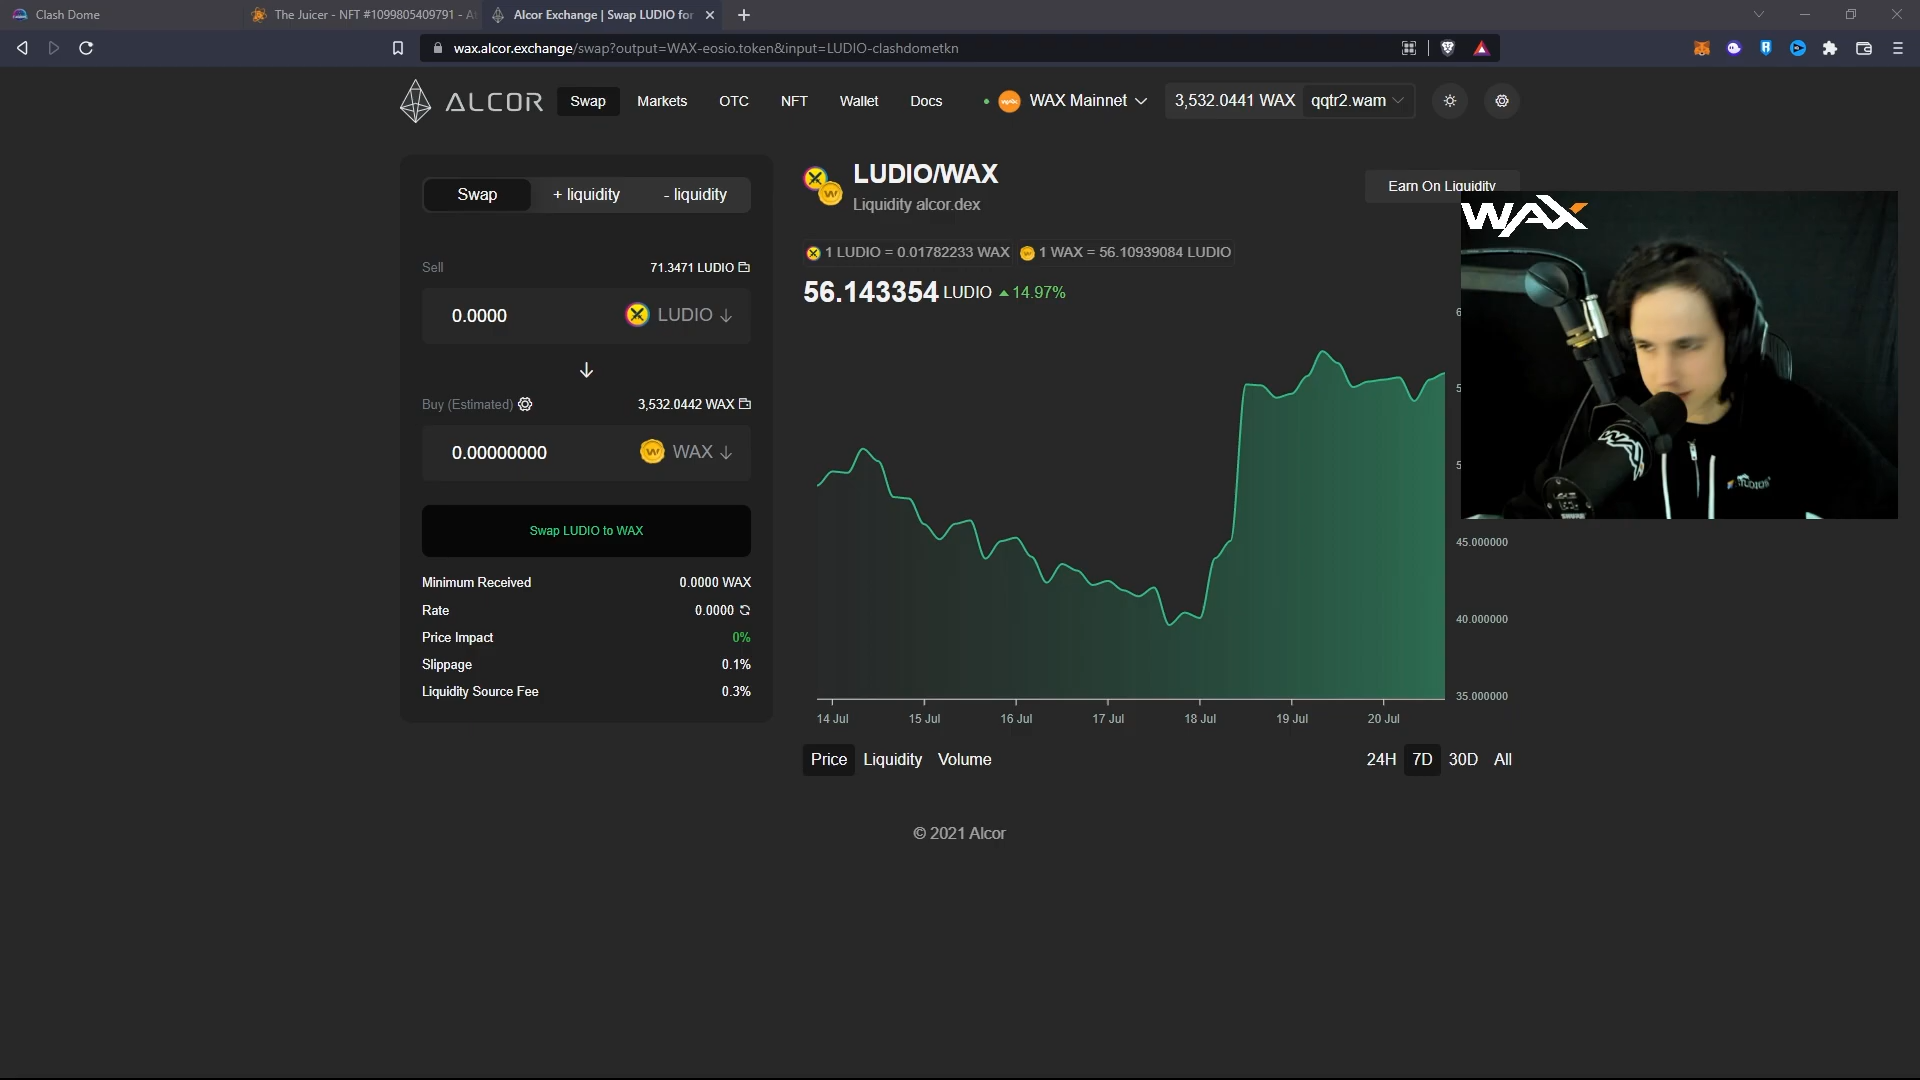 Clash Dome
The Juicer - NFT #1099805409791 - A
Alcor Exchange | Swap LUDIO for
wax.alcor.exchange/swap?output=WAX-eosio.token&input=LUDIO-clashdometkn
ALCOR
Swap
Markets
OTC
NFT
Wallet
Docs
WAX Mainnet
3,532.0441 WAX
qqtr2.wam
Swap
+ liquidity
- liquidity
Sell
71.3471 LUDIO
0.0000
LUDIO
Buy (Estimated)
3,532.0442 WAX
0.00000000
WAX
Swap LUDIO to WAX
Minimum Received
0.0000 WAX
Rate
0.0000
Price Impact
0%
Slippage
0.1%
Liquidity Source Fee
0.3%
LUDIO/WAX
Liquidity alcor.dex
Earn On Liquidity
1 LUDIO = 0.01782233 WAX
1 WAX = 56.10939084 LUDIO
56.143354 LUDIO 14.97%
WAX
45.000000
40.000000
35.000000
14 Jul
15 Jul
16 Jul
17 Jul
18 Jul
19 Jul
20 Jul
Price
Liquidity
Volume
24H
7D
30D
All
© 2021 Alcor